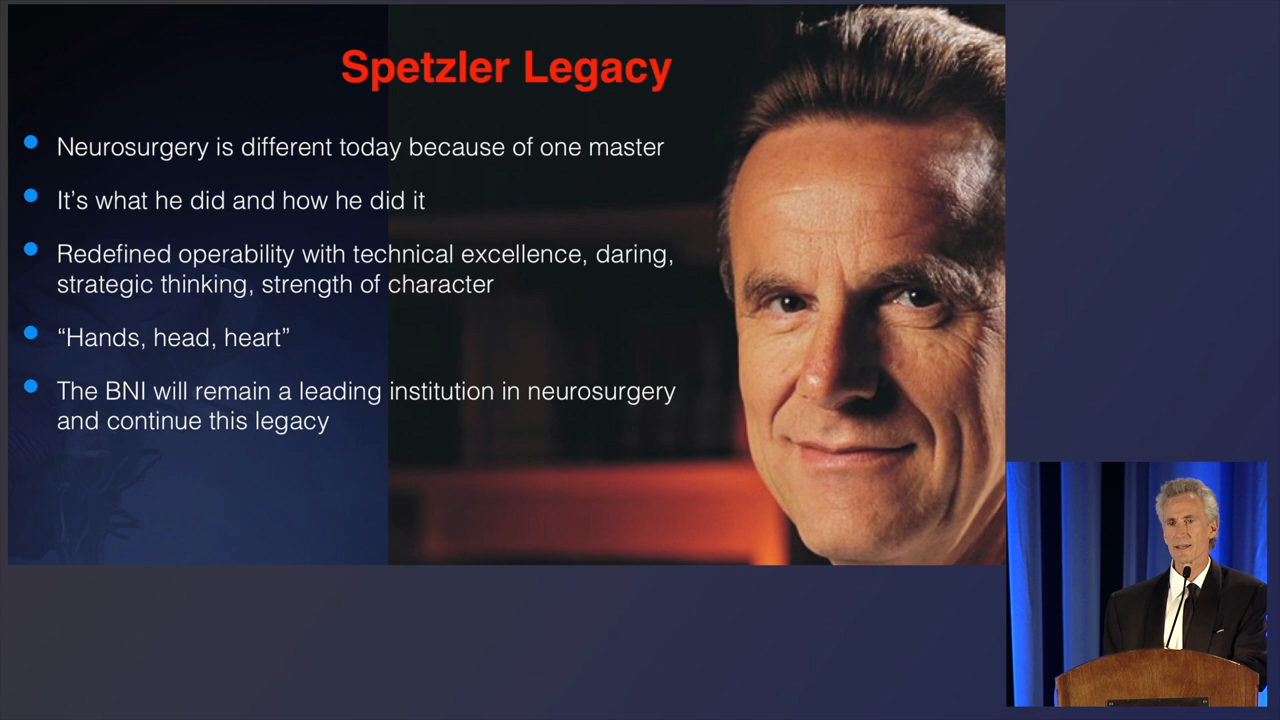 Spetzler Legacy
Neurosurgery is different today because of one master
It’s what he did and how he did it
Redefined operability with technical excellence, daring,
strategic thinking, strength of character
“Hands, head, heart”
The BNI will remain a leading institution in neurosurgery
and continue this legacy